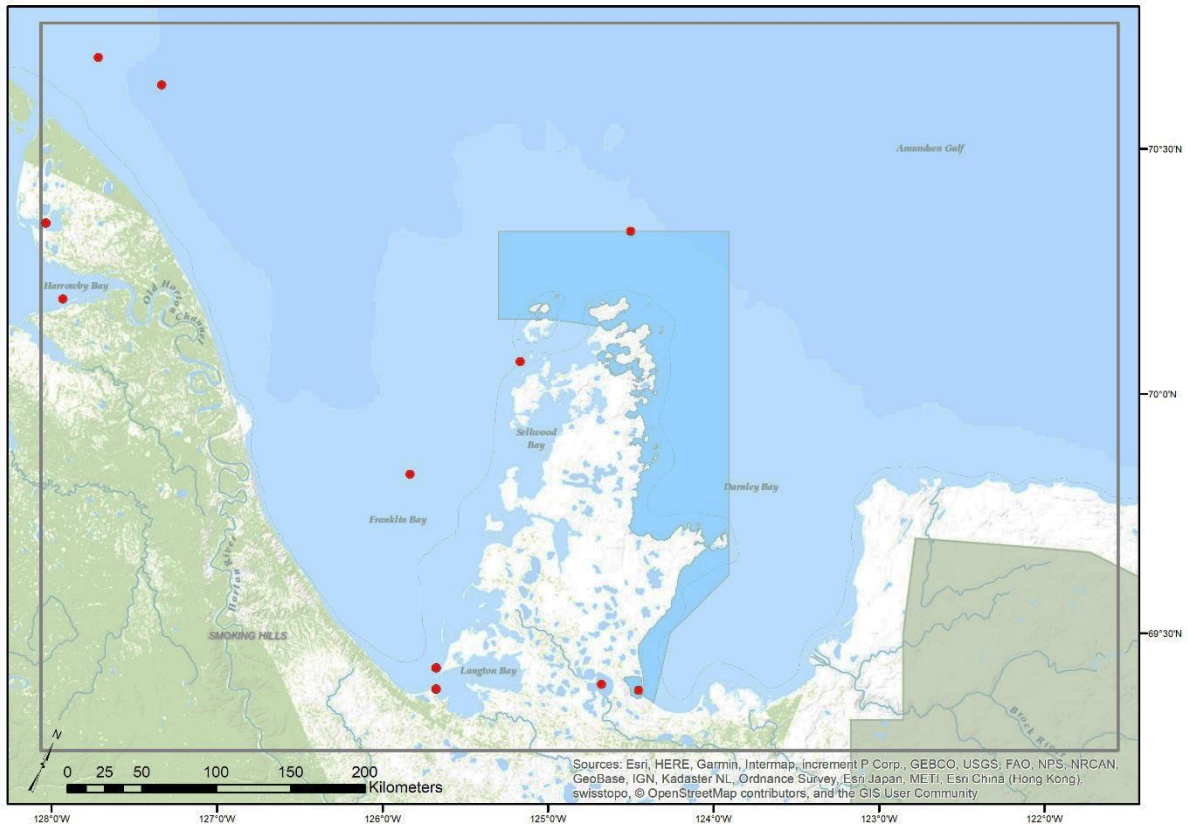 Amundsen Gulf
70°30'N
Harrowby Bay
Old Horton
Channel
70°0'N
Sellwood
Bay
Darnley Bay
Franklin Bay
Horton River
SMOKING HILLS
69°30'N
Langton Bay
Brock River
N
0 25 50 100 150 200
Kilometers
Sources: Esri, HERE, Garmin, Intermap, increment P Corp., GEBCO, USGS, FAO, NPS, NRCAN,
GeoBase, IGN, Kadaster NL, Ordnance Survey, Esri Japan, METI, Esri China (Hong Kong),
swisstopo, © OpenStreetMap contributors, and the GIS User Community
128°0'W 127°0'W 126°0'W 125°0'W 124°0'W 123°0'W 122°0'W